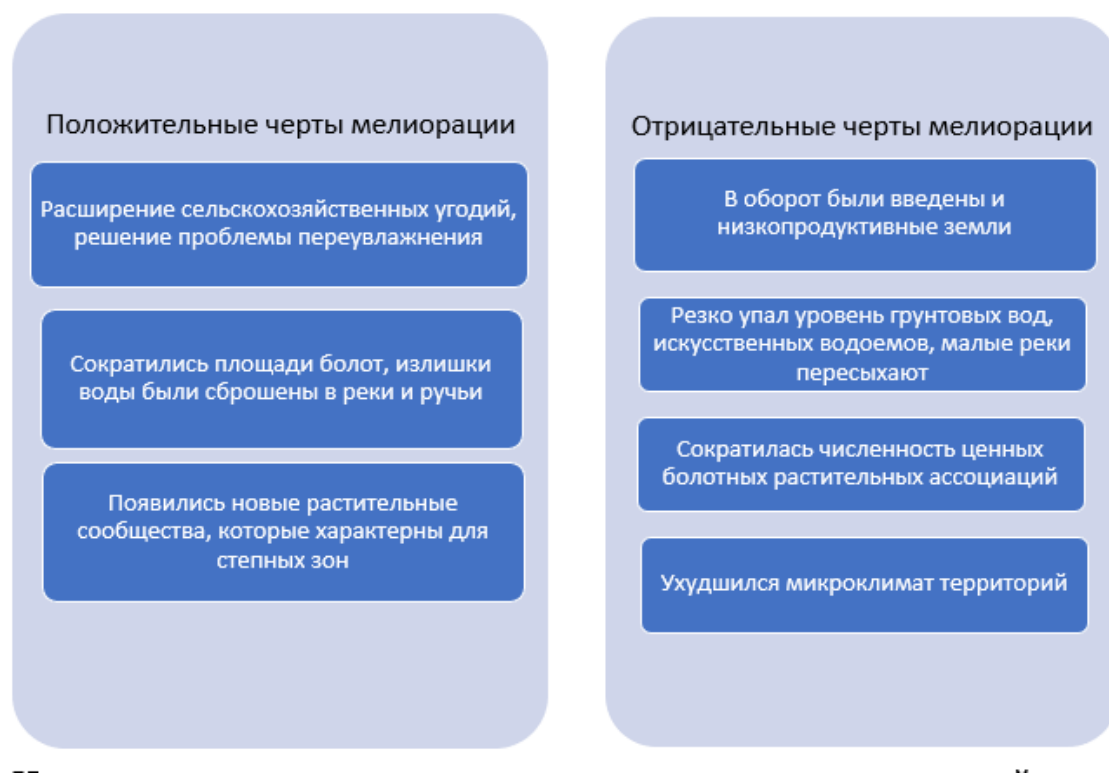 Положительные черты мелиорации
Расширение сельскохозяйственных угодий,
решение проблемы переувлажнения
Сократились площади болот, излишки
воды были сброшены в реки и ручьи
Появились новые растительные
сообщества, которые характерны для
степных зон
Отрицательные черты мелиорации
В оборот были введены и
низкопродуктивные земли
Резко упал уровень грунтовых вод,
искусственных водоемов, малые реки
пересыхают
Сократилась численность ценных
болотных растительных ассоциаций
Ухудшился микроклимат территорий